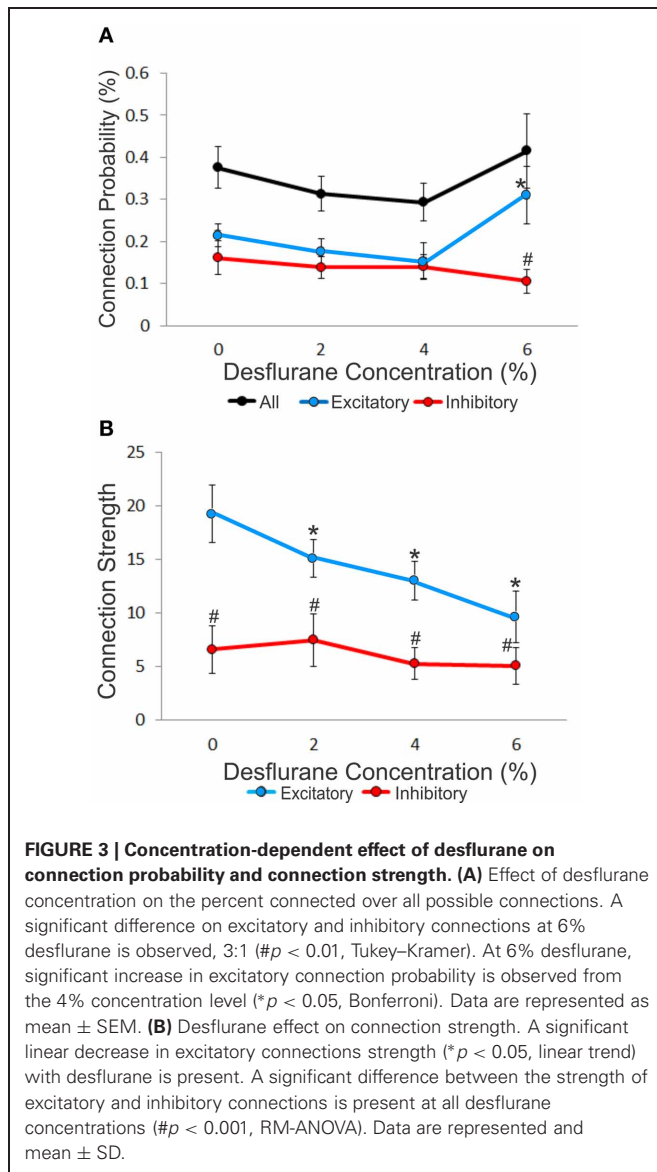 A
Connection Probability (%)
0.6
0.5
0.4
0.3
0.2
0.1
0
*
#
0 2 4 6
Desflurane Concentration (%)
All Excitatory Inhibitory
B
Connection Strength
25
20
15
10
5
0
* * *
# # # #
0 2 4 6
Desflurane Concentration (%)
Excitatory Inhibitory
FIGURE 3 | Concentration-dependent effect of desflurane on
connection probability and connection strength. (A) Effect of desflurane
concentration on the percent connected over all possible connections. A
significant difference on excitatory and inhibitory connections at 6%
desflurane is observed, 3:1 (#p < 0.01, Tukey–Kramer). At 6% desflurane,
significant increase in excitatory connection probability is observed from
the 4% concentration level (*p < 0.05, Bonferroni). Data are represented as
mean ± SEM. (B) Desflurane effect on connection strength. A significant
linear decrease in excitatory connections strength (*p < 0.05, linear trend)
with desflurane is present. A significant difference between the strength of
excitatory and inhibitory connections is present at all desflurane
concentrations (#p < 0.001, RM-ANOVA). Data are represented and
mean ± SD.